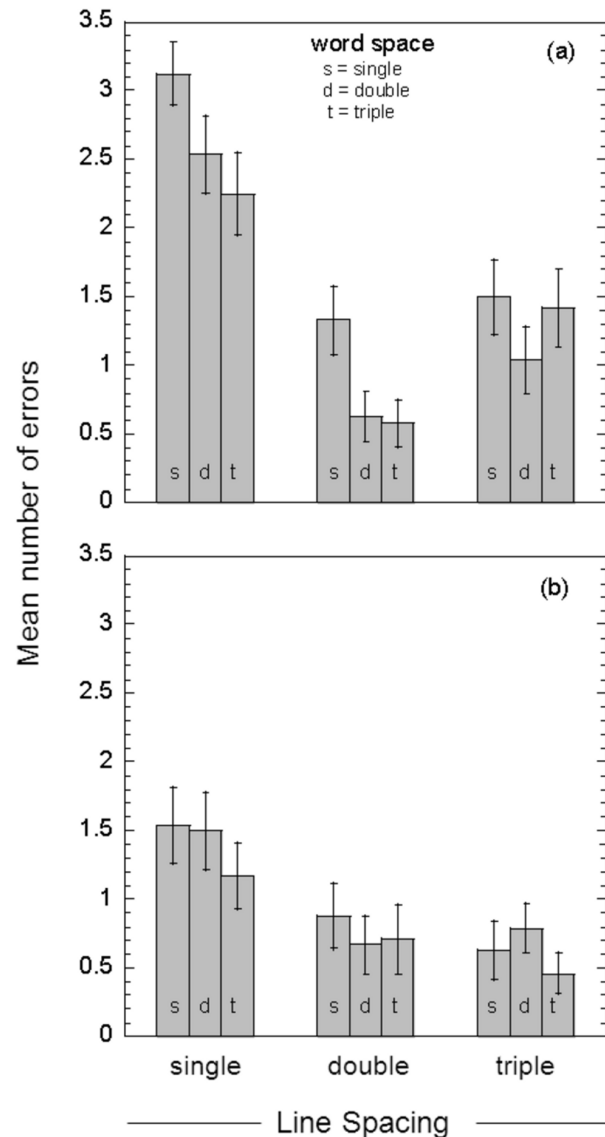 3.5
word space
(a)
s = single
d = double
t = triple
3
2.5
2
1.5
1
0.5
s d t s d t s d t
0
Mean number of errors
3.5
(b)
3
2.5
2
1.5
1
0.5
s d t s d t s d t
0
single double triple
Line Spacing